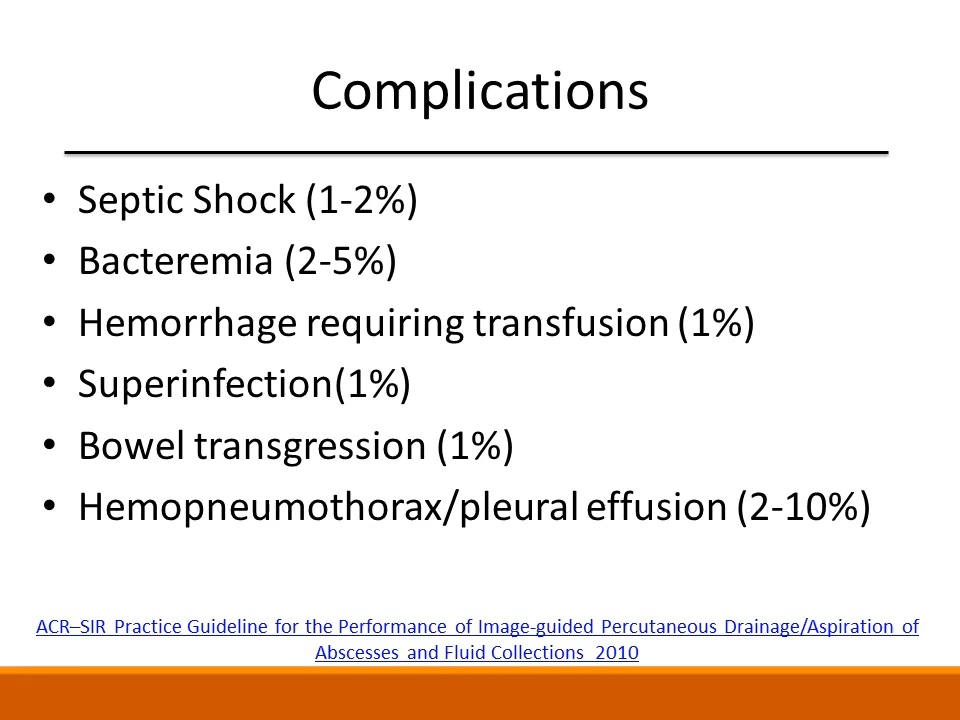 Complications
• Septic Shock (1-2%)
• Bacteremia (2-5%)
• Hemorrhage requiring transfusion (1%)
• Superinfection(1%)
• Bowel transgression (1%)
• Hemopneumothorax/pleural effusion (2-10%)
ACR–SIR Practice Guideline for the Performance of Image-guided Percutaneous Drainage/Aspiration of
Abscesses and Fluid Collections 2010